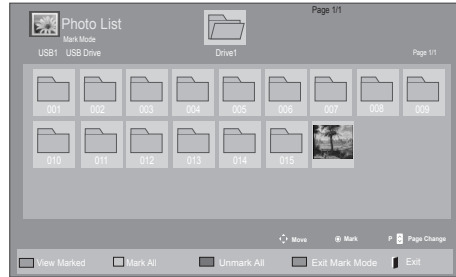 Page 1/1
Photo List
Mark Mode
USB1 USB Drive
Drive1
Page 1/1
001 002 003 004 005 006 007 008 009
010 011 012 013 014 015
Move Mark P Page Change
View Marked Mark All Unmark All Exit Mark Mode Exit